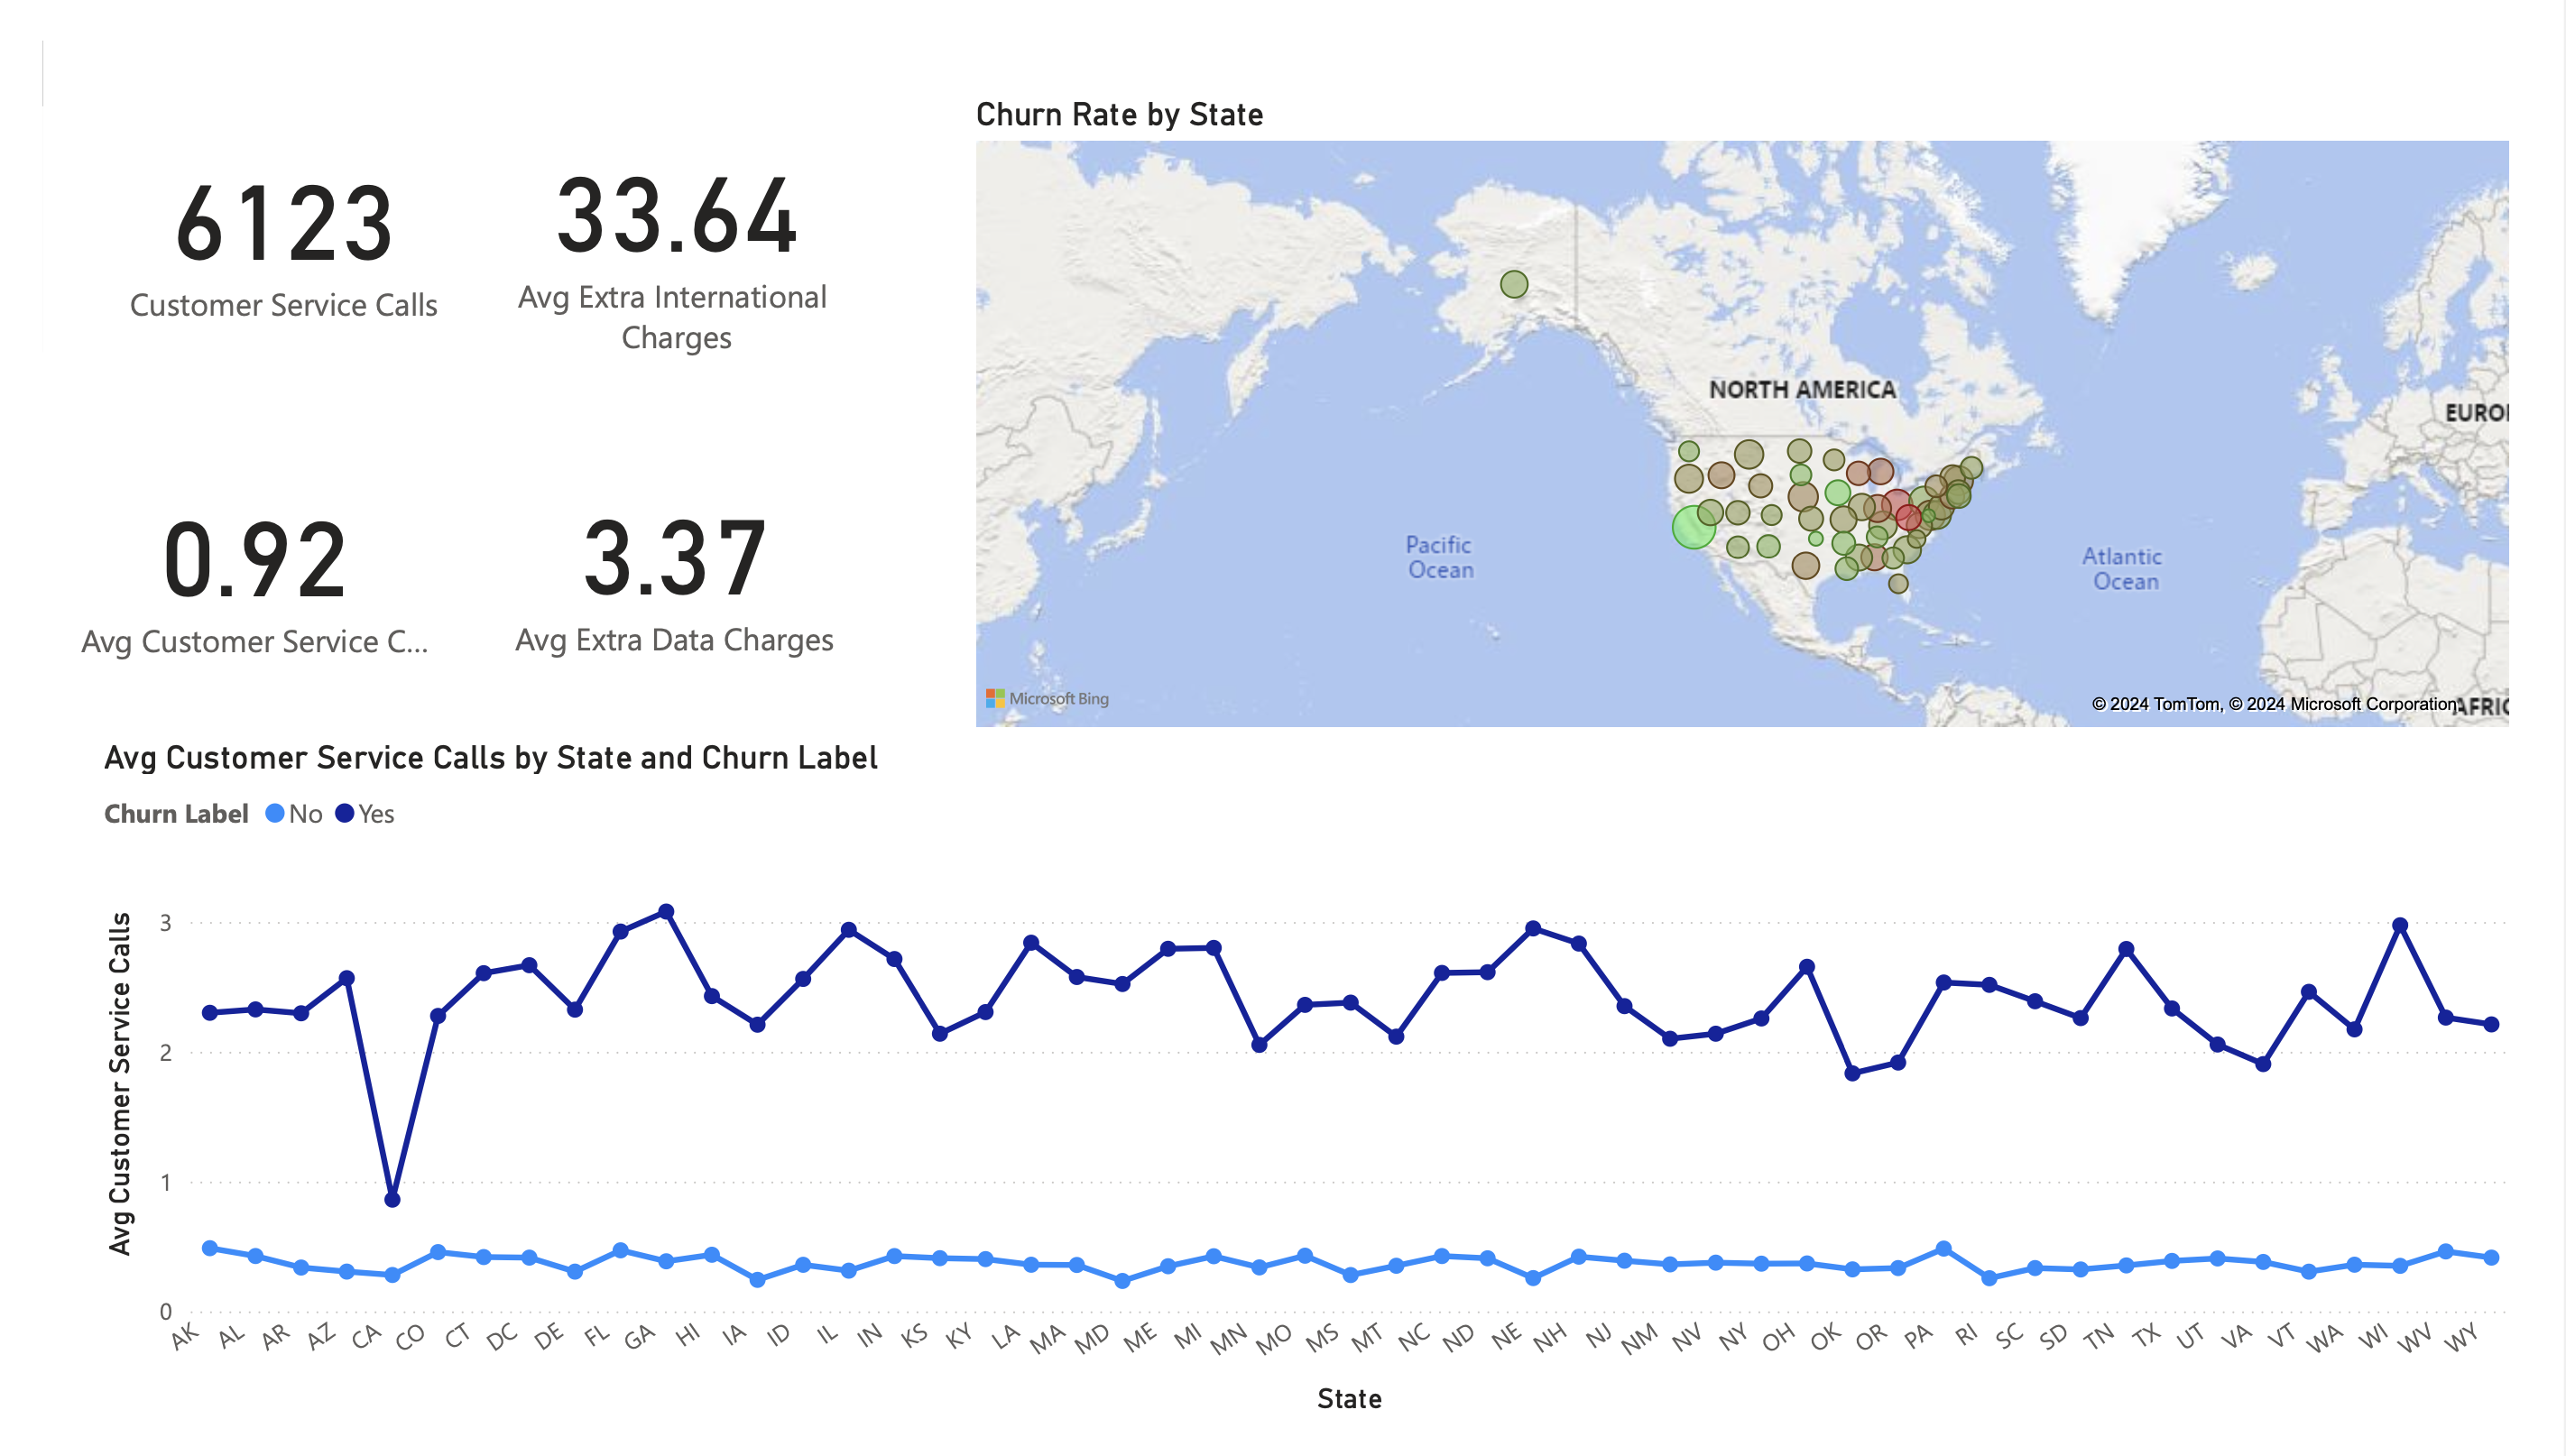 6123
Customer Service Calls
33.64
Avg Extra International
Charges
0.92
Avg Customer Service C...
3.37
Avg Extra Data Charges
Churn Rate by State
NORTH AMERICA
EURO
Pacific
Ocean
Atlantic
Ocean
Microsoft Bing
© 2024 TomTom, © 2024 Microsoft Corporation
AFRIC
Avg Customer Service Calls by State and Churn Label
Churn Label No Yes
Avg Customer Service Calls
3
2
1
0
AK AL AR AZ CA CO CT DC DE FL GA HI IA ID IL IN KS KY LA MA MD ME MI MN MO MS MT NC ND NE NH NJ NM NV NY OH OK OR PA RI SC SD TN TX UT VA VT WA WI WV WY
State